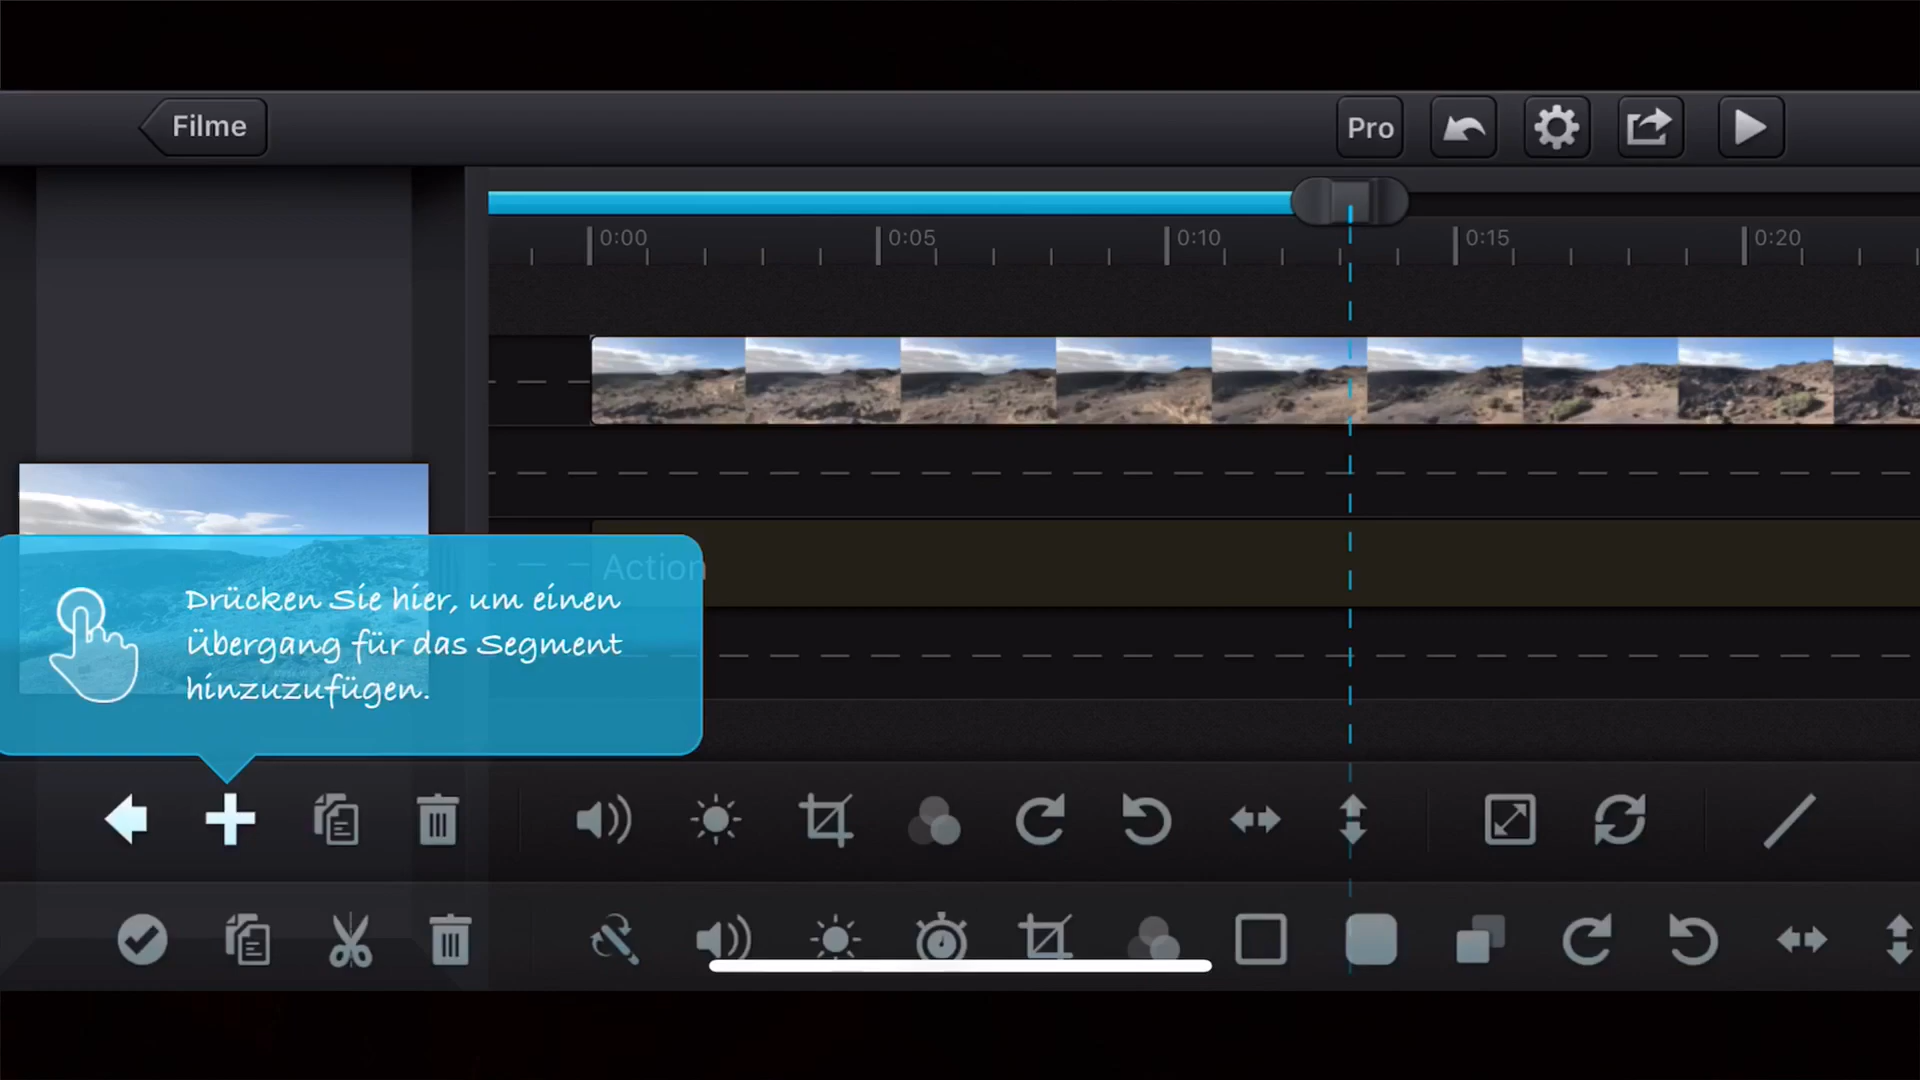 Filme
Pro
0:00
0:05
0:10
0:15
0:20
Action
Drücken Sie hier, um einen
Übergang für das Segment
hinzuzufügen.